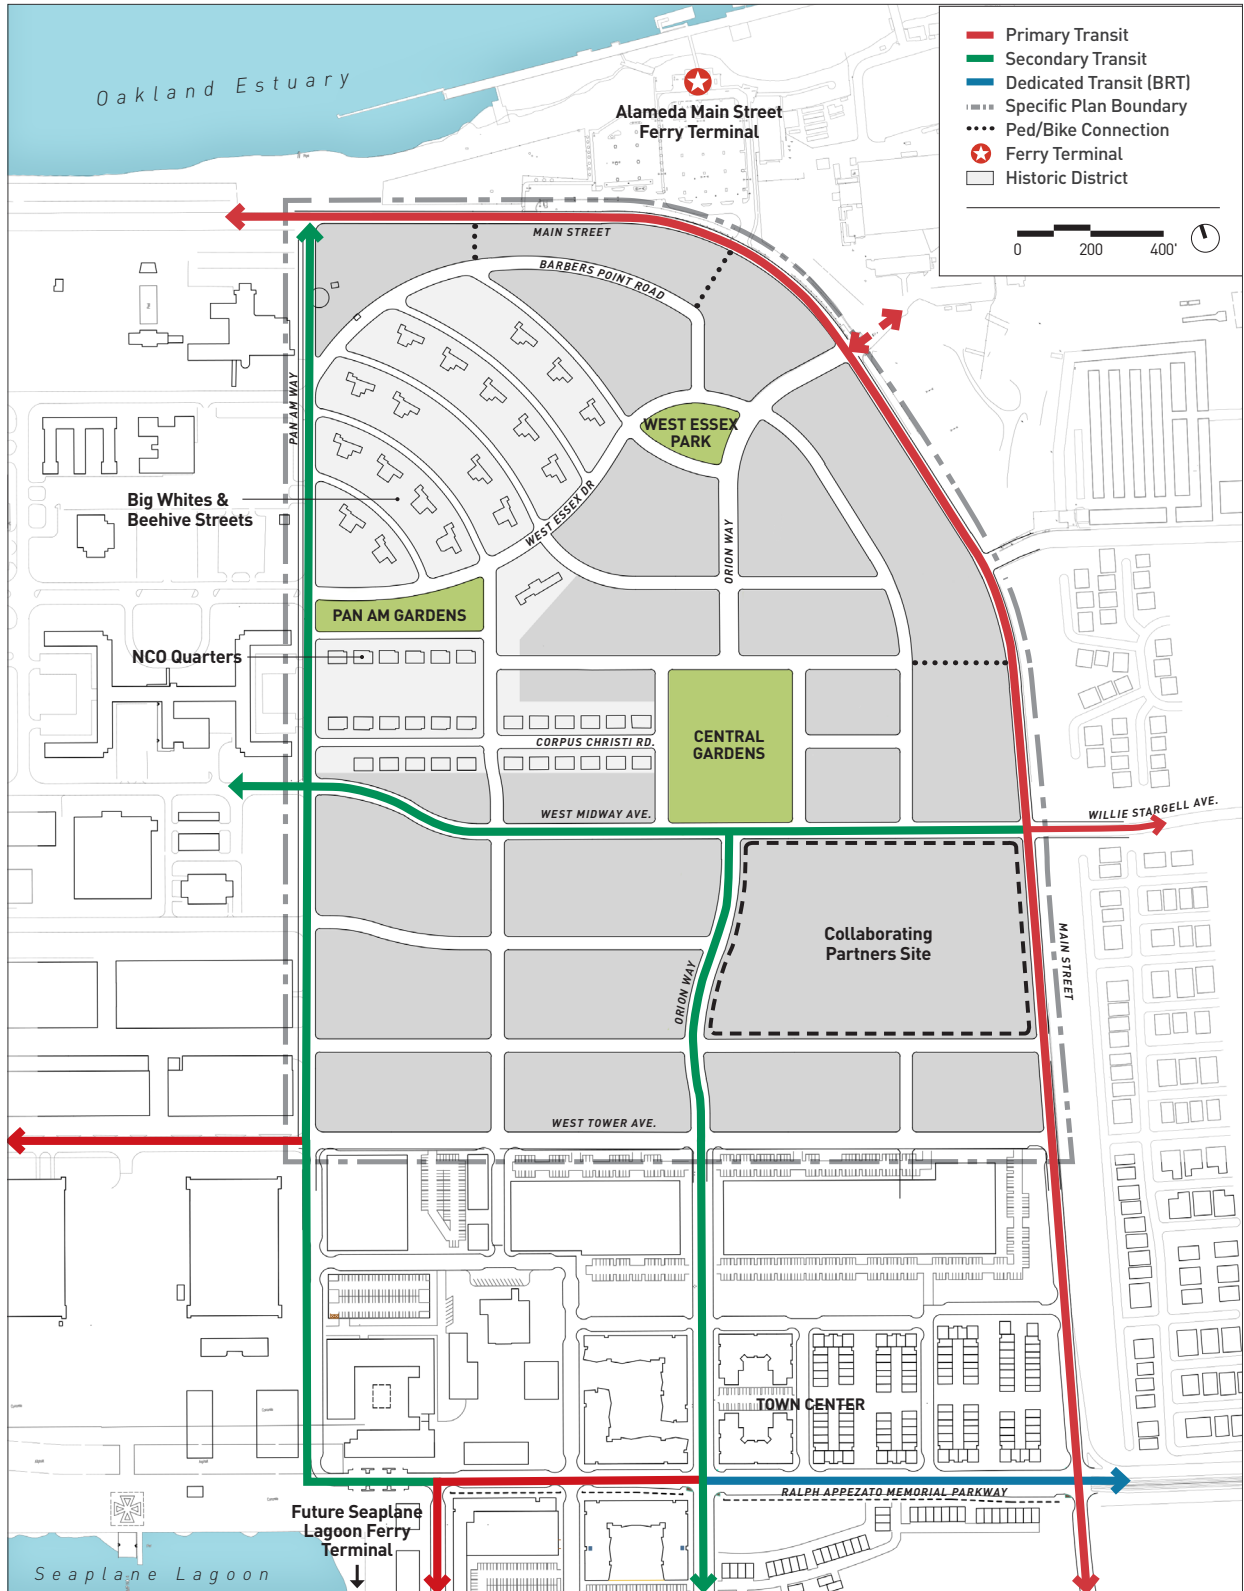 Oakland Estuary
Alameda Main Street
Ferry Terminal
Primary Transit
Secondary Transit
Dedicated Transit (BRT)
Specific Plan Boundary
Ped/Bike Connection
Ferry Terminal
Historic District
0 200 400'
MAIN STREET
BARBERS POINT ROAD
PAN AM WAY
WEST ESSEX
PARK
Big Whites &
Beehive Streets
WEST ESSEX DR
ORION WAY
PAN AM GARDENS
NCO Quarters
CENTRAL
GARDENS
CORPUS CHRISTI RD.
WEST MIDWAY AVE.
WILLIE STARGELL AVE.
Collaborating
Partners Site
MAIN STREET
ORION WAY
WEST TOWER AVE.
TOWN CENTER
RALPH APPEZATO MEMORIAL PARKWAY
Future Seaplane
Lagoon Ferry
Terminal
Seaplane Lagoon